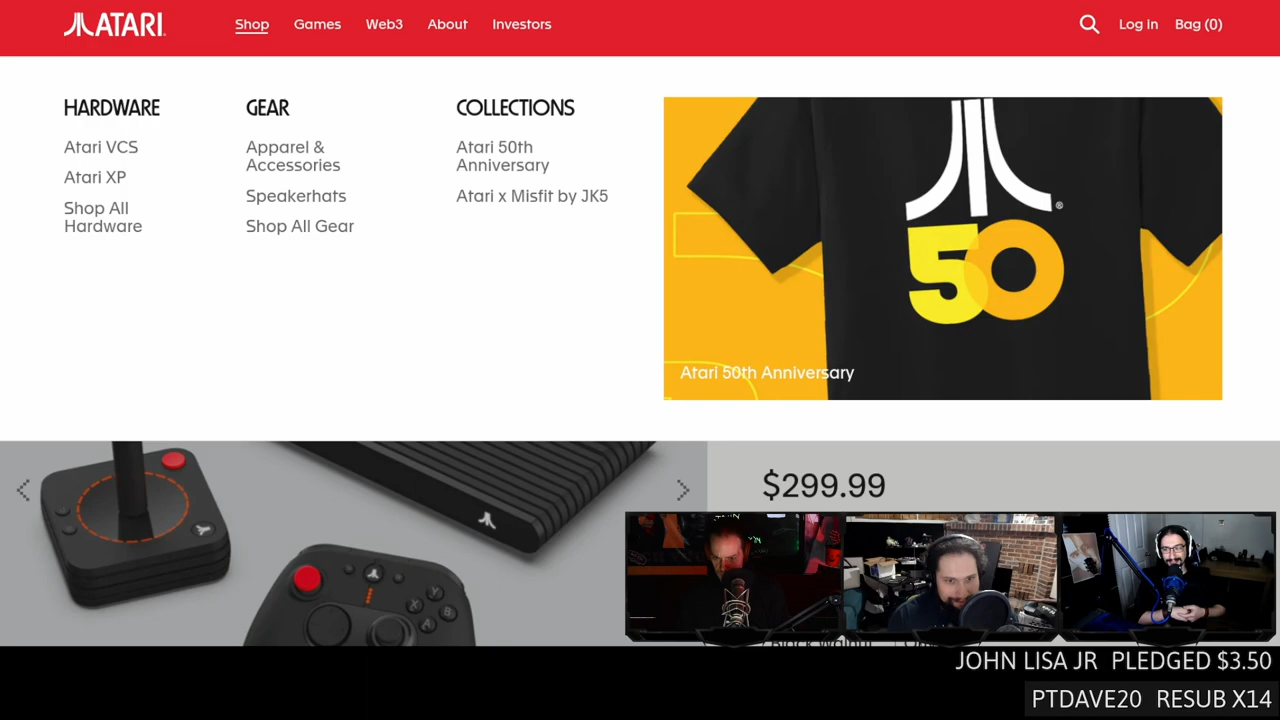 ATARI
Shop
Games
Web3
About
Investors
Log In
Bag (0)
HARDWARE
Atari VCS
Atari XP
Shop All
Hardware
GEAR
Apparel &
Accessories
Speakerhats
Shop All Gear
COLLECTIONS
Atari 50th
Anniversary
Atari x Misfit by JK5
50
Atari 50th Anniversary
$299.99
X
Y
B
A
JOHN LISA JR PLEDGED $3.50
PTDAVE20 RESUB X14